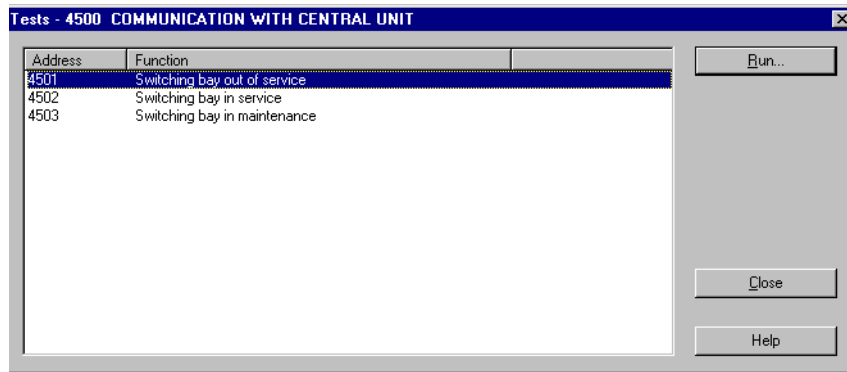 Tests - 4500 COMMUNICATION WITH CENTRAL UNIT
Address Function
Run...
4501 Switching bay out of service
4502 Switching bay in service
4503 Switching bay in maintenance
Close
Help